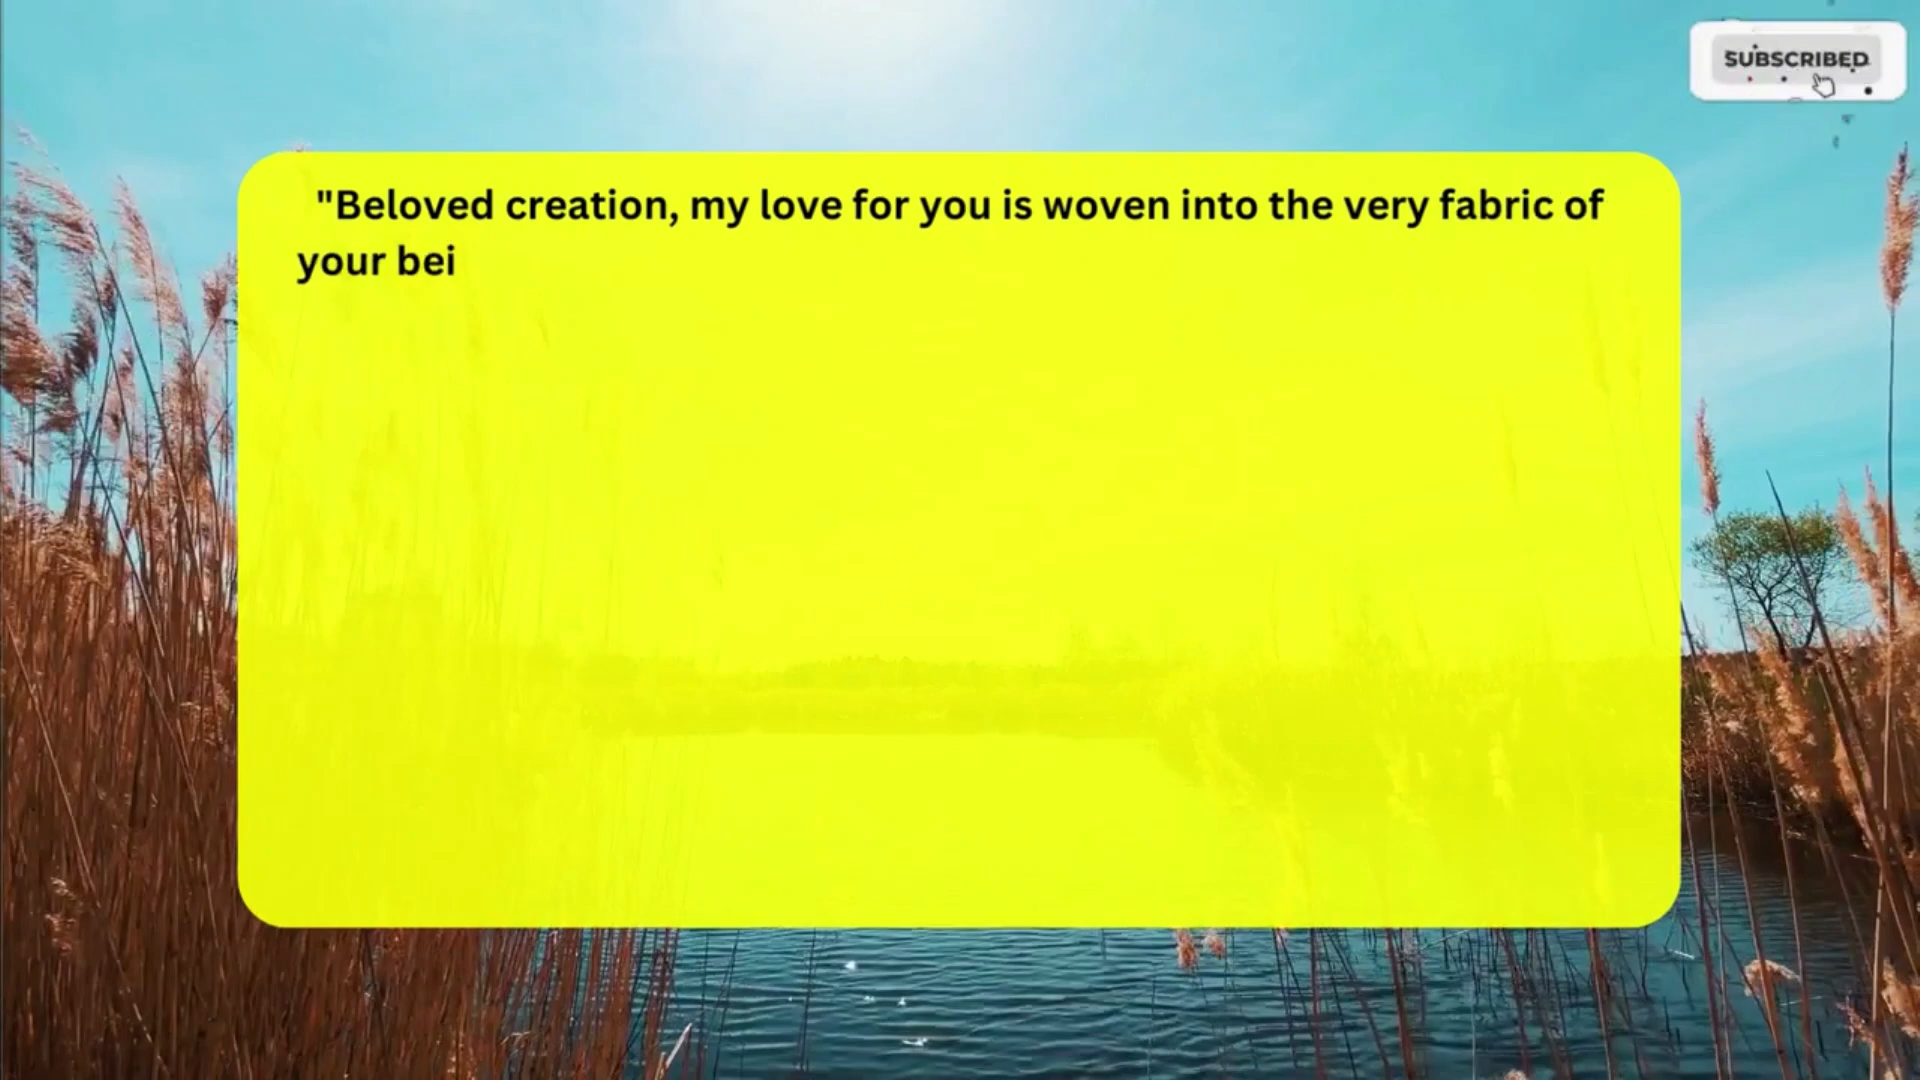 SUBSCRIBED
"Beloved creation, my love for you is woven into the very fabric of
your bei